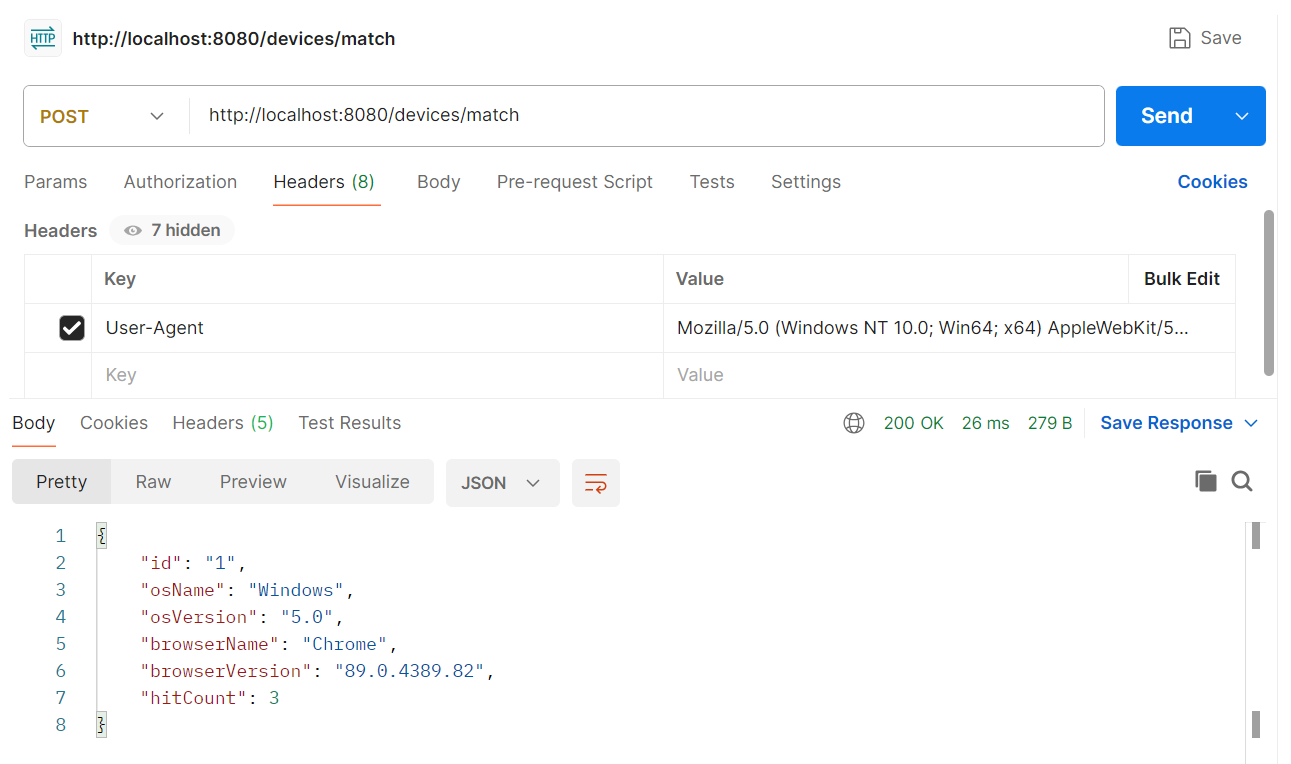 HTTP http://localhost:8080/devices/match Save
POST http://localhost:8080/devices/match Send
Params Authorization Headers (8) Body Pre-request Script Tests Settings Cookies
Headers 7 hidden
Key Value Bulk Edit
User-Agent Mozilla/5.0 (Windows NT 10.0; Win64; x64) AppleWebKit/5...
Key Value
Body Cookies Headers (5) Test Results 200 OK 26 ms 279 B Save Response
Pretty Raw Preview Visualize JSON
1 {
2 "id": "1",
3 "osName": "Windows",
4 "osVersion": "5.0",
5 "browserName": "Chrome",
6 "browserVersion": "89.0.4389.82",
7 "hitCount": 3
8 }